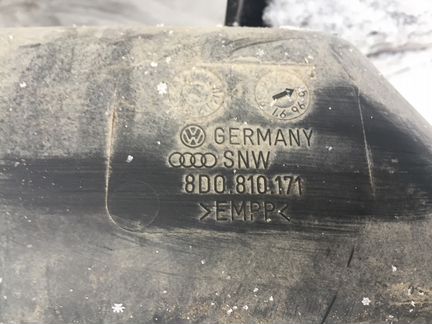 GERMANY
SNW
8D0.810.171
>EMPP<